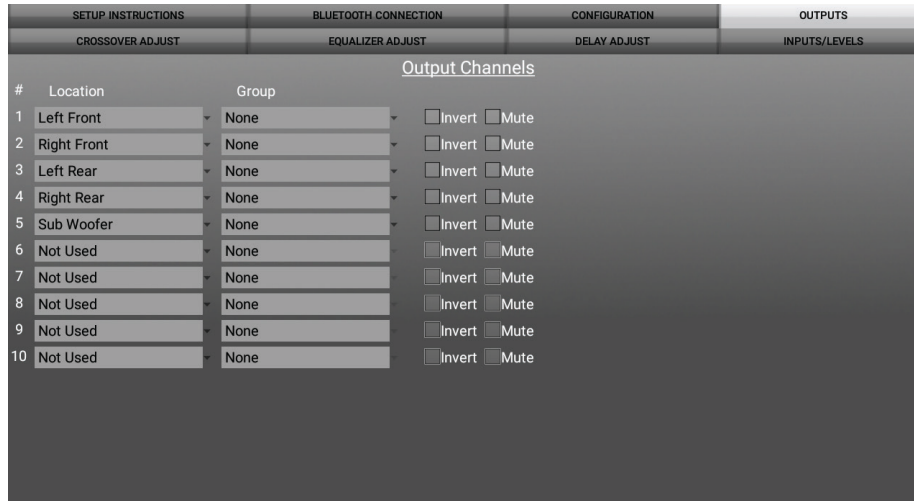 SETUP INSTRUCTIONS BLUETOOTH CONNECTION CONFIGURATION OUTPUTS
CROSSOVER ADJUST EQUALIZER ADJUST DELAY ADJUST INPUTS/LEVELS
Output Channels
# Location Group
1 Left Front None Invert Mute
2 Right Front None Invert Mute
3 Left Rear None Invert Mute
4 Right Rear None Invert Mute
5 Sub Woofer None Invert Mute
6 Not Used None Invert Mute
7 Not Used None Invert Mute
8 Not Used None Invert Mute
9 Not Used None Invert Mute
10 Not Used None Invert Mute